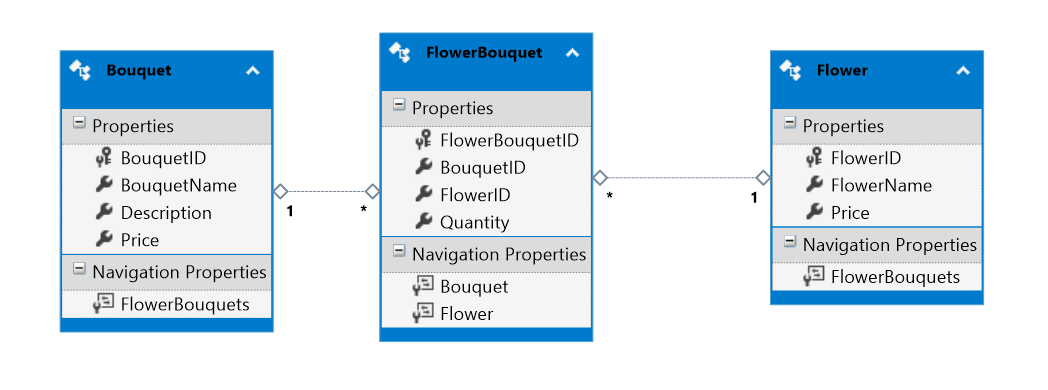 Bouquet
Properties
BouquetID
BouquetName
Description
Price
Navigation Properties
FlowerBouquets
1
*
FlowerBouquet
Properties
FlowerBouquetID
BouquetID
FlowerID
Quantity
Navigation Properties
Bouquet
Flower
*
1
Flower
Properties
FlowerID
FlowerName
Price
Navigation Properties
FlowerBouquets